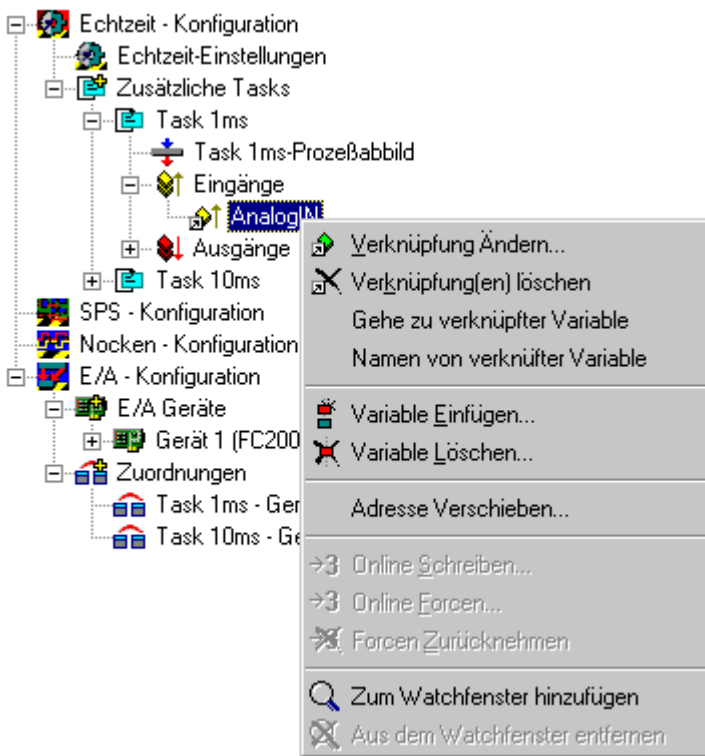 Echtzeit - Konfiguration
Echtzeit-Einstellungen
Zusätzliche Tasks
Task 1ms
Task 1ms-Prozeßabbild
Eingänge
AnalogIN
Ausgänge
Task 10ms
SPS - Konfiguration
Nocken - Konfiguration
E/A - Konfiguration
E/A Geräte
Gerät 1 (FC200
Zuordnungen
Task 1ms - Ger
Task 10ms - Ge
Verknüpfung Ändern...
Verknüpfung(en) löschen
Gehe zu verknüpfter Variable
Namen von verknüfter Variable
Variable Einfügen...
Variable Löschen...
Adresse Verschieben...
Online Schreiben...
Online Forcen...
Forcen Zurücknehmen
Zum Watchfenster hinzufügen
Aus dem Watchfenster entfernen